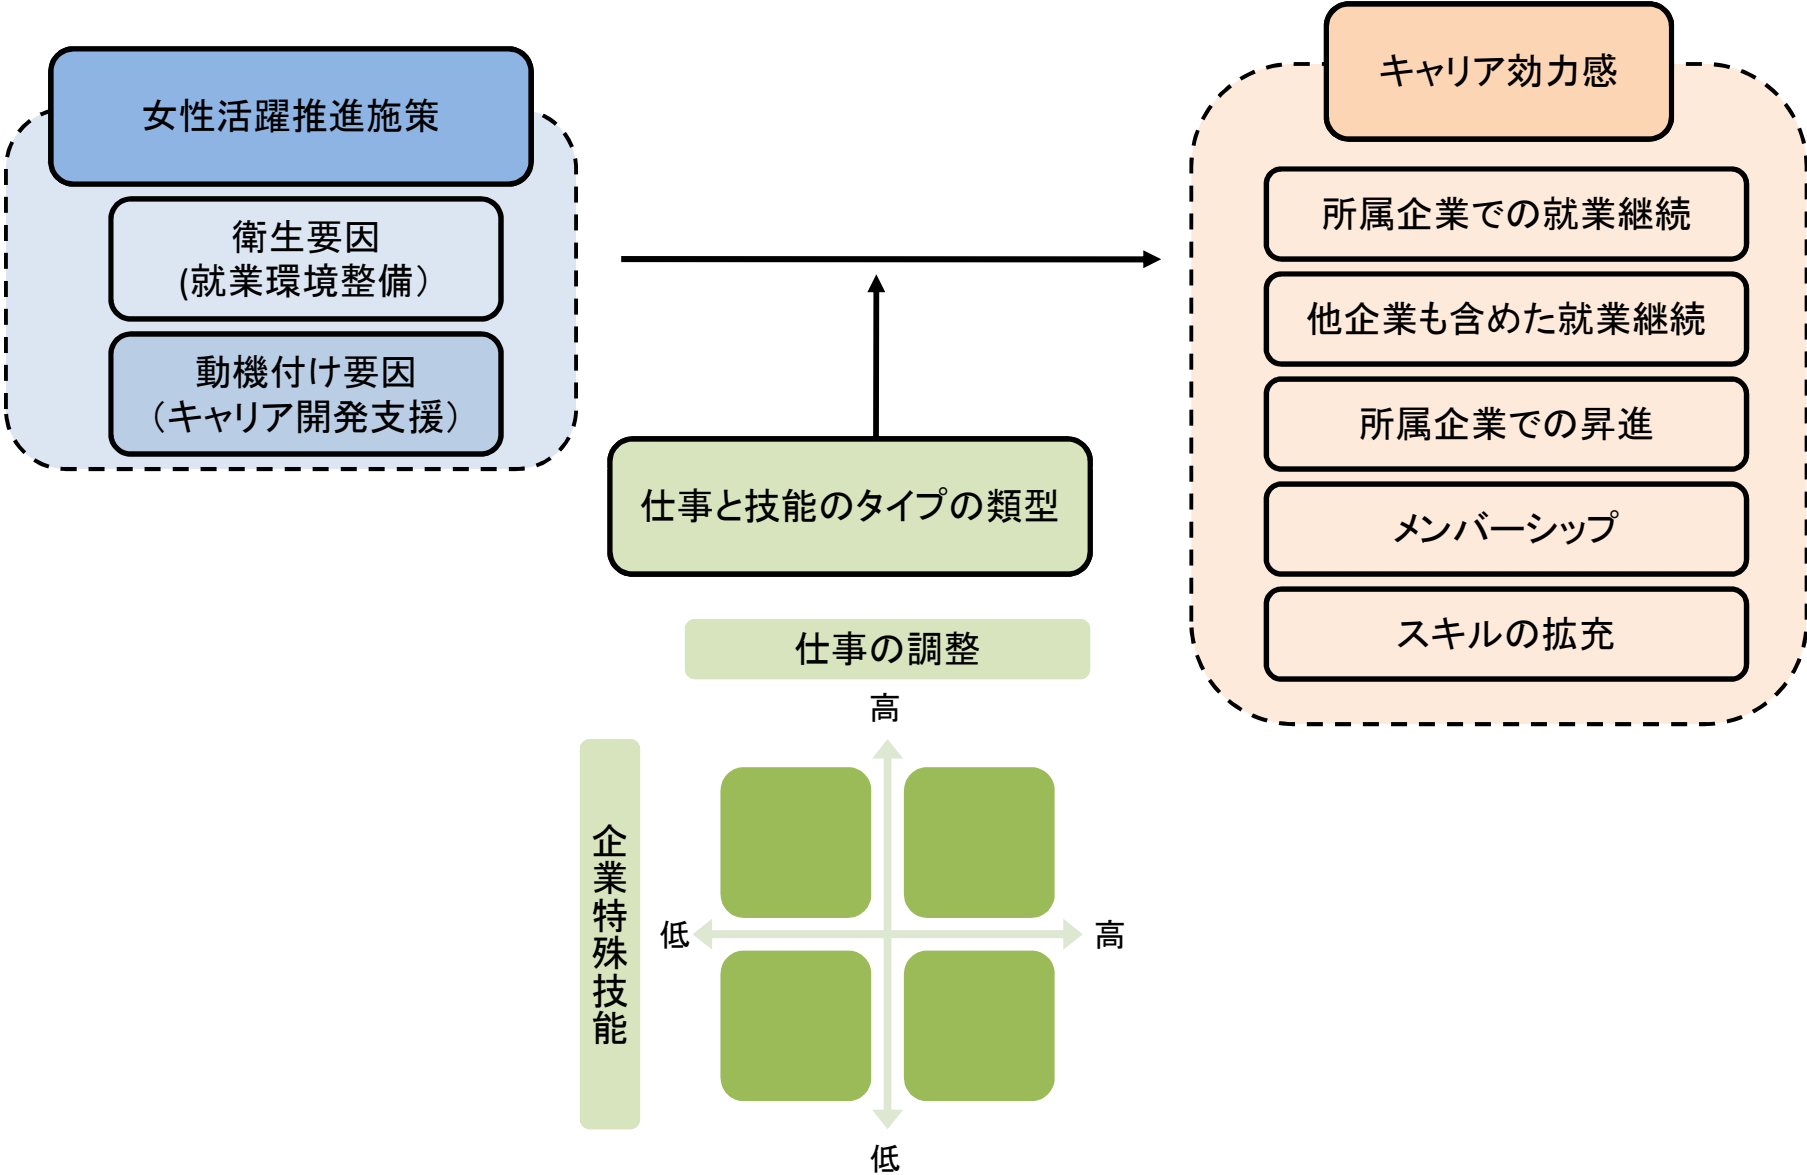 女性活躍推進施策
衛生要因
(就業環境整備）
動機付け要因
（キャリア開発支援）
仕事と技能のタイプの類型
キャリア効力感
所属企業での就業継続
他企業も含めた就業継続
所属企業での昇進
メンバーシップ
スキルの拡充
仕事の調整
高
企業特殊技能
低
高
低